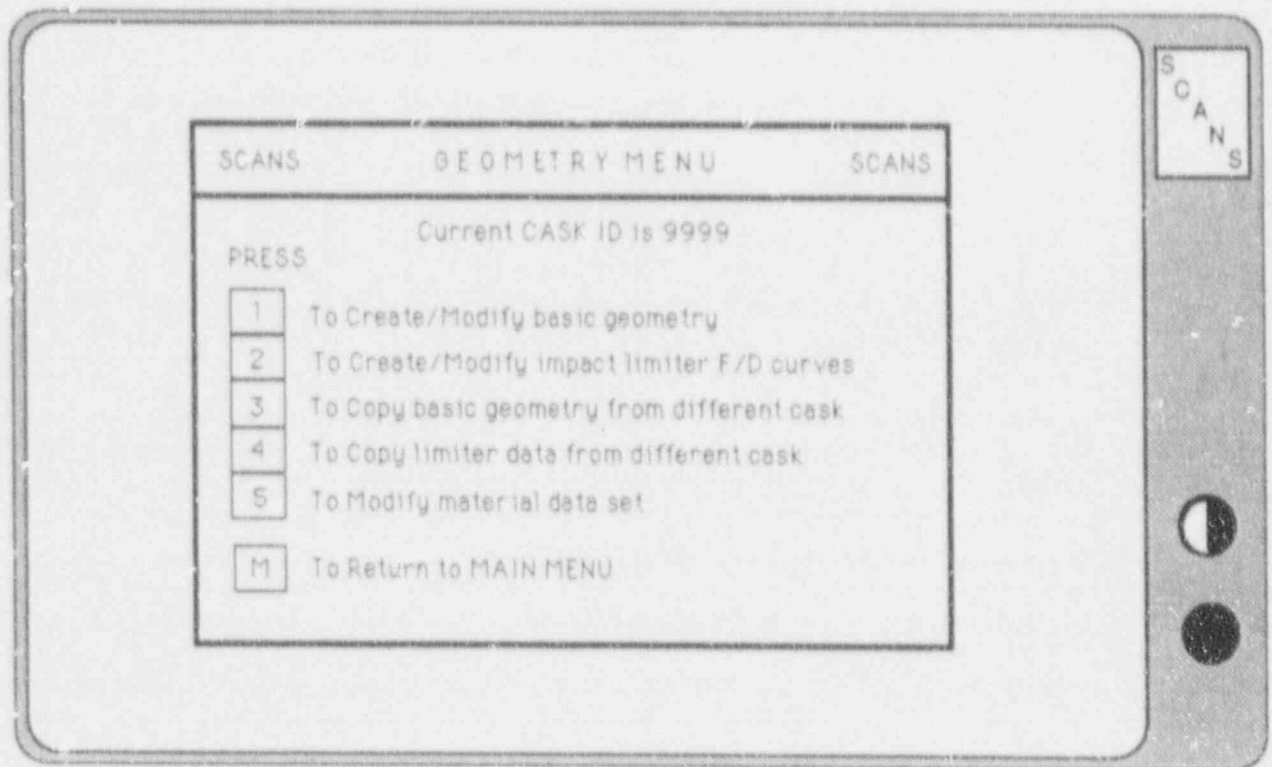 SCANS GEOMETRY MENU SCANS
Current CASK ID is 9999
PRESS
1 To Create/Modify basic geometry
2 To Create/Modify impact limiter F/D curves
3 To Copy basic geometry from different cask
4 To Copy limiter data from different cask
5 To Modify material data set
M To Return to MAIN MENU
SCANS